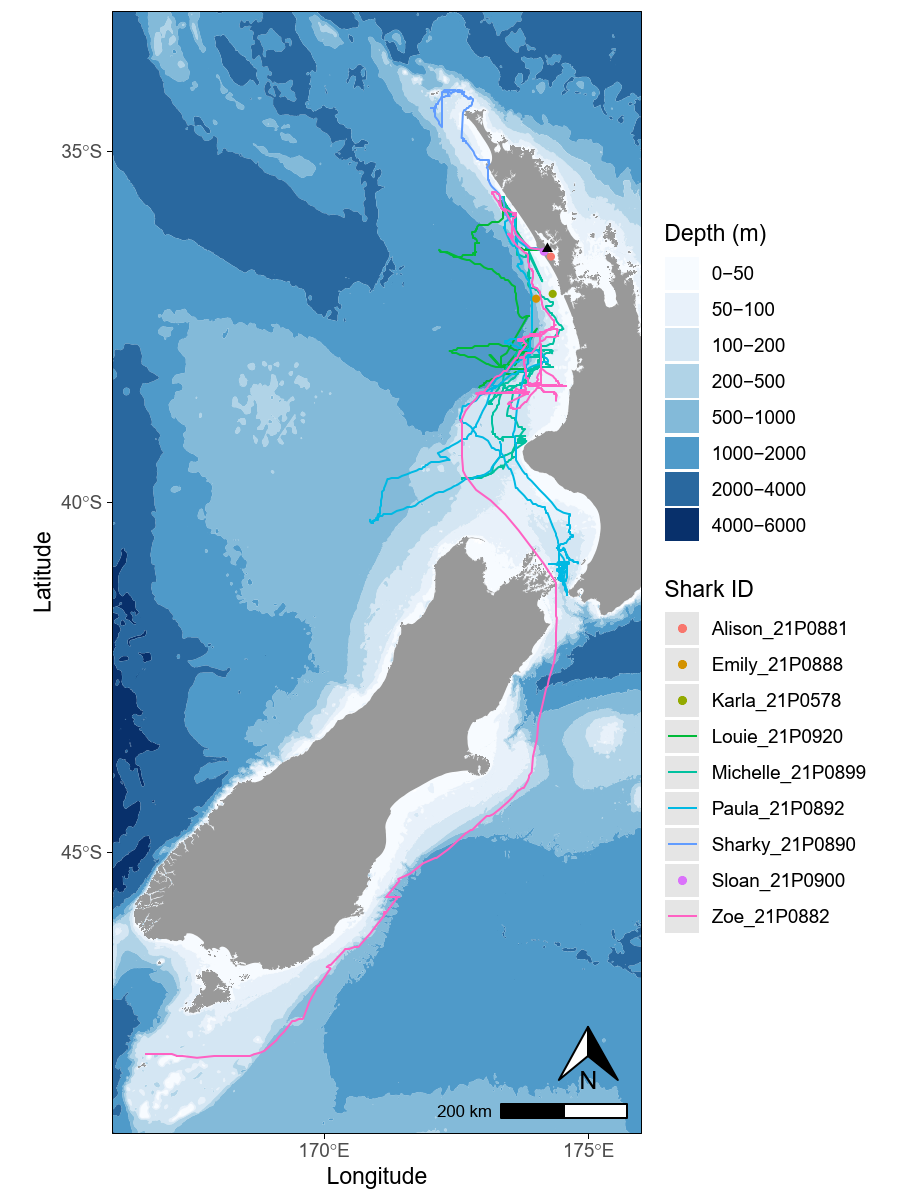 35°S
40°S
45°S
Latitude
170°E
175°E
Longitude
N
200 km
Depth (m)
0−50
50−100
100−200
200−500
500−1000
1000−2000
2000−4000
4000−6000
Shark ID
Alison_21P0881
Emily_21P0888
Karla_21P0578
Louie_21P0920
Michelle_21P0899
Paula_21P0892
Sharky_21P0890
Sloan_21P0900
Zoe_21P0882